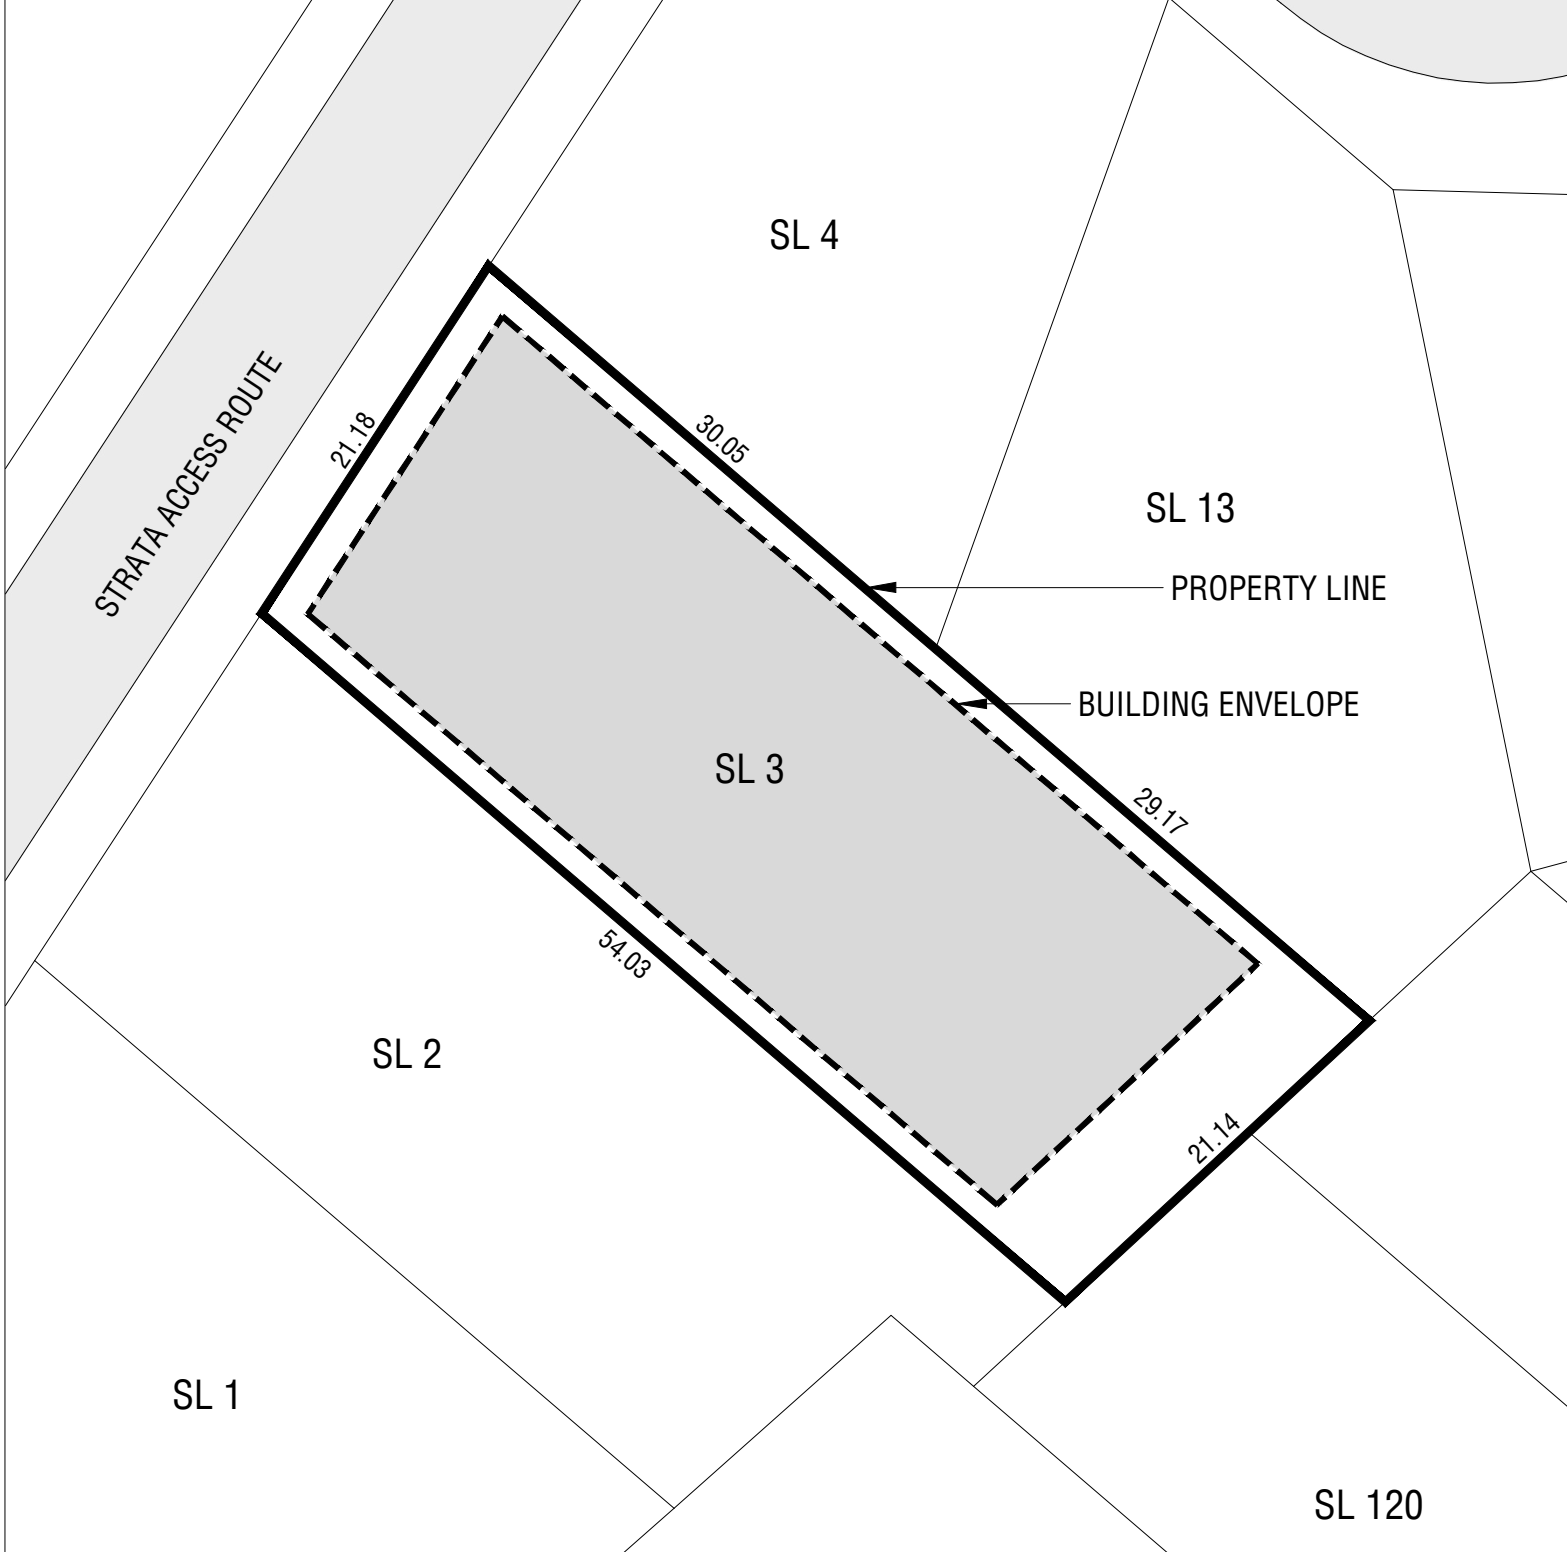 SL 4
STRATA ACCESS ROUTE
21.18
30.05
SL 13
PROPERTY LINE
BUILDING ENVELOPE
SL 3
29.17
54.03
SL 2
21.14
SL 1
SL 120